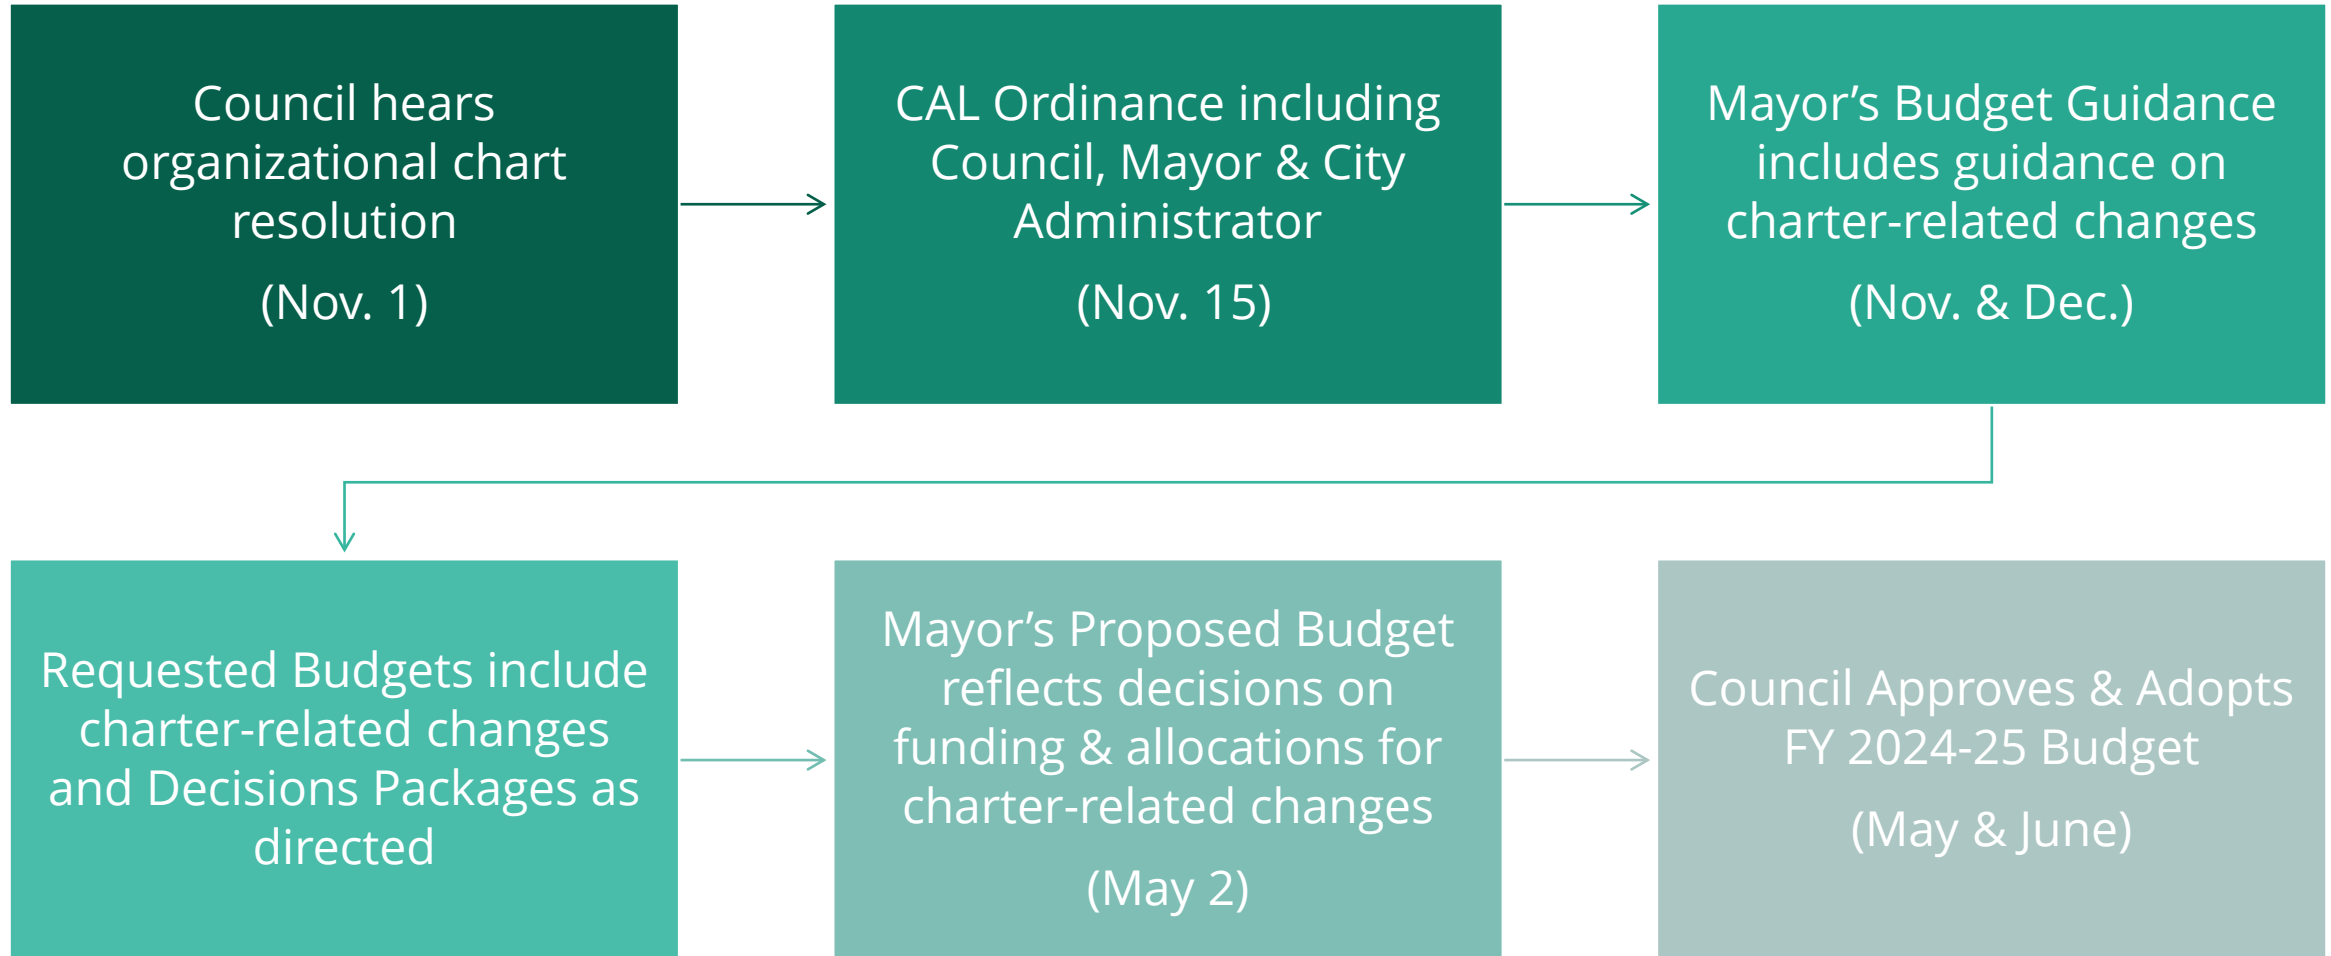 Council hears
organizational chart
resolution
(Nov. 1)
CAL Ordinance including
Council, Mayor & City
Administrator
(Nov. 15)
Mayor’s Budget Guidance
includes guidance on
charter-related changes
(Nov. & Dec.)
Requested Budgets include
charter-related changes
and Decisions Packages as
directed
Mayor’s Proposed Budget
reflects decisions on
funding & allocations for
charter-related changes
(May 2)
Council Approves & Adopts
FY 2024-25 Budget
(May & June)